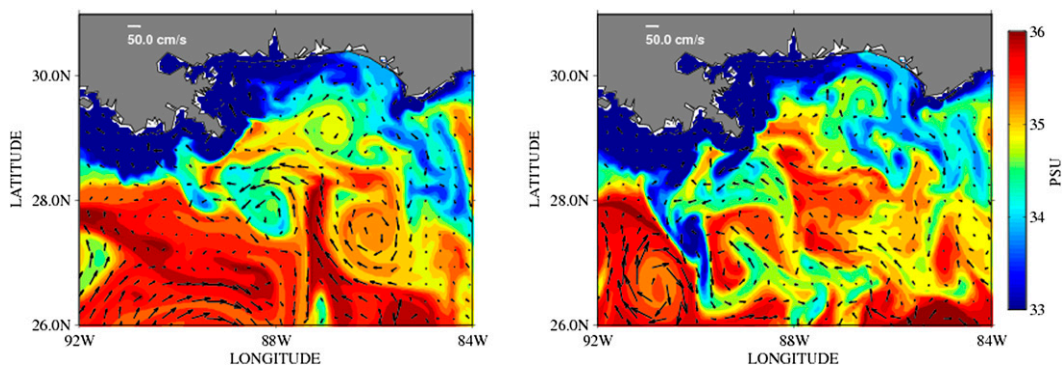 50.0 cm/s
30.0N
28.0N
26.0N
LATITUDE
92W 88W 84W
LONGITUDE
50.0 cm/s
30.0N
28.0N
26.0N
LATITUDE
92W 88W 84W
LONGITUDE
36
35
34
33
PSU